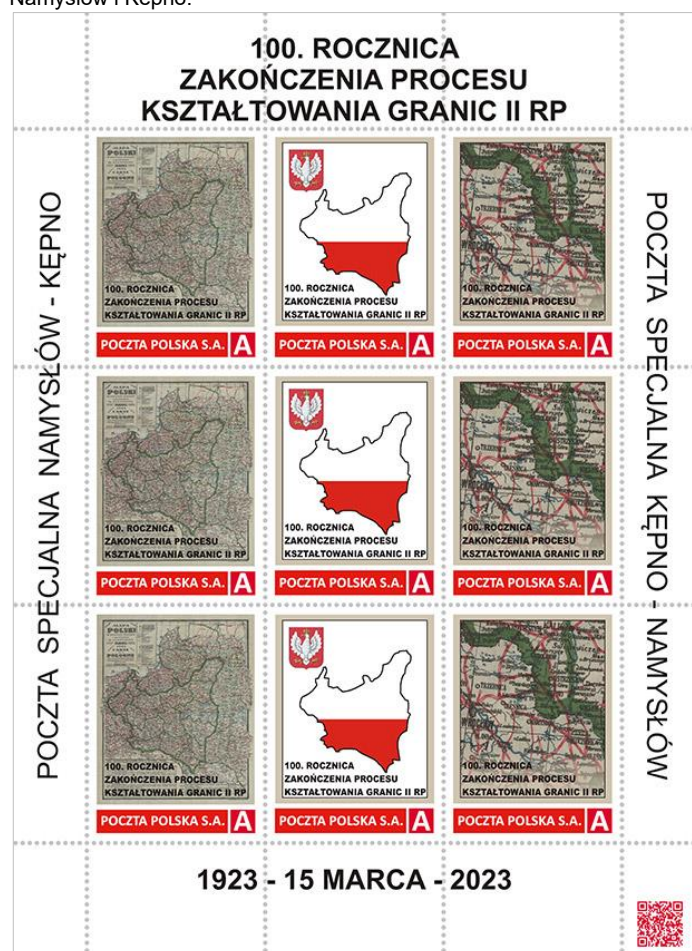 Namysłów i Kępno.
100. ROCZNICA
ZAKOŃCZENIA PROCESU
KSZTAŁTOWANIA GRANIC II RP
POCZTA SPECJALNA NAMYSŁÓW - KĘPNO
POLSKI
100. ROCZNICA
ZAKOŃCZENIA PROCESU
KSZTAŁTOWANIA GRANIC II RP
POCZTA POLSKA S.A. A
100. ROCZNICA
ZAKOŃCZENIA PROCESU
KSZTAŁTOWANIA GRANIC II RP
POCZTA POLSKA S.A. A
100. ROCZNICA
ZAKOŃCZENIA PROCESU
KSZTAŁTOWANIA GRANIC II RP
POCZTA POLSKA S.A. A
POLSKI
100. ROCZNICA
ZAKOŃCZENIA PROCESU
KSZTAŁTOWANIA GRANIC II RP
POCZTA POLSKA S.A. A
100. ROCZNICA
ZAKOŃCZENIA PROCESU
KSZTAŁTOWANIA GRANIC II RP
POCZTA POLSKA S.A. A
100. ROCZNICA
ZAKOŃCZENIA PROCESU
KSZTAŁTOWANIA GRANIC II RP
POCZTA POLSKA S.A. A
POLSKI
100. ROCZNICA
ZAKOŃCZENIA PROCESU
KSZTAŁTOWANIA GRANIC II RP
POCZTA POLSKA S.A. A
100. ROCZNICA
ZAKOŃCZENIA PROCESU
KSZTAŁTOWANIA GRANIC II RP
POCZTA POLSKA S.A. A
100. ROCZNICA
ZAKOŃCZENIA PROCESU
KSZTAŁTOWANIA GRANIC II RP
POCZTA POLSKA S.A. A
POCZTA SPECJALNA KĘPNO - NAMYSŁÓW
1923 - 15 MARCA - 2023